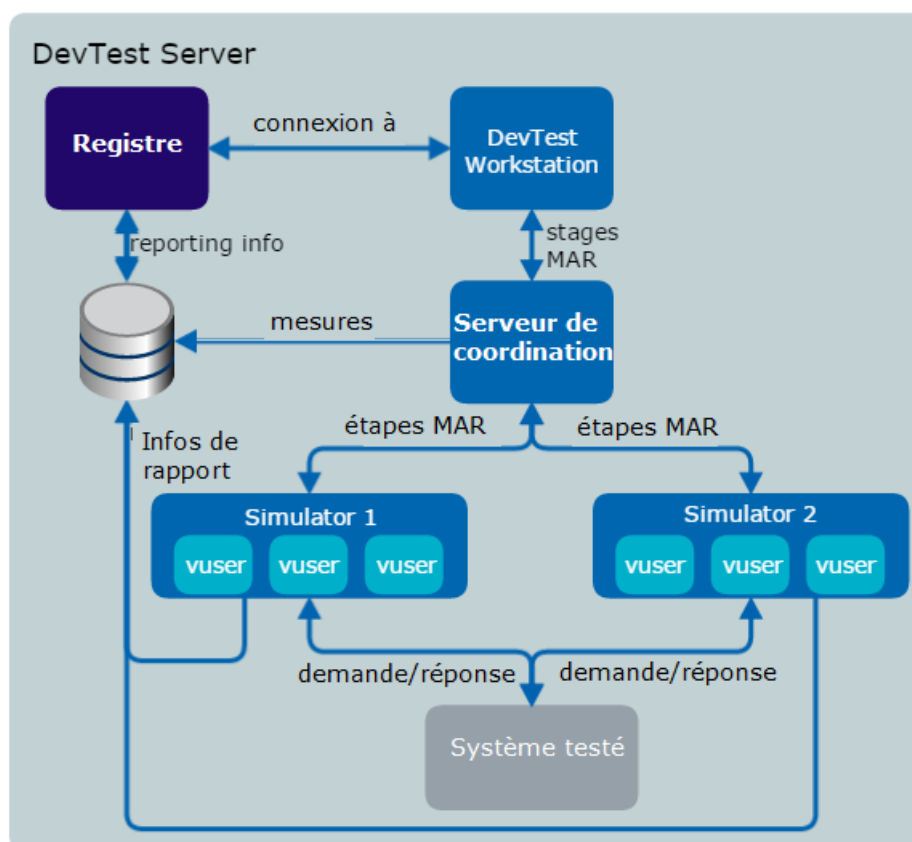 DevTest Server
Registre
connexion à
DevTest
Workstation
reporting info
stages
MAR
mesures
Serveur de
coordination
étapes MAR
étapes MAR
Infos de
rapport
Simulator 1
vuser
vuser
vuser
Simulator 2
vuser
vuser
vuser
demande/réponse
demande/réponse
Système testé